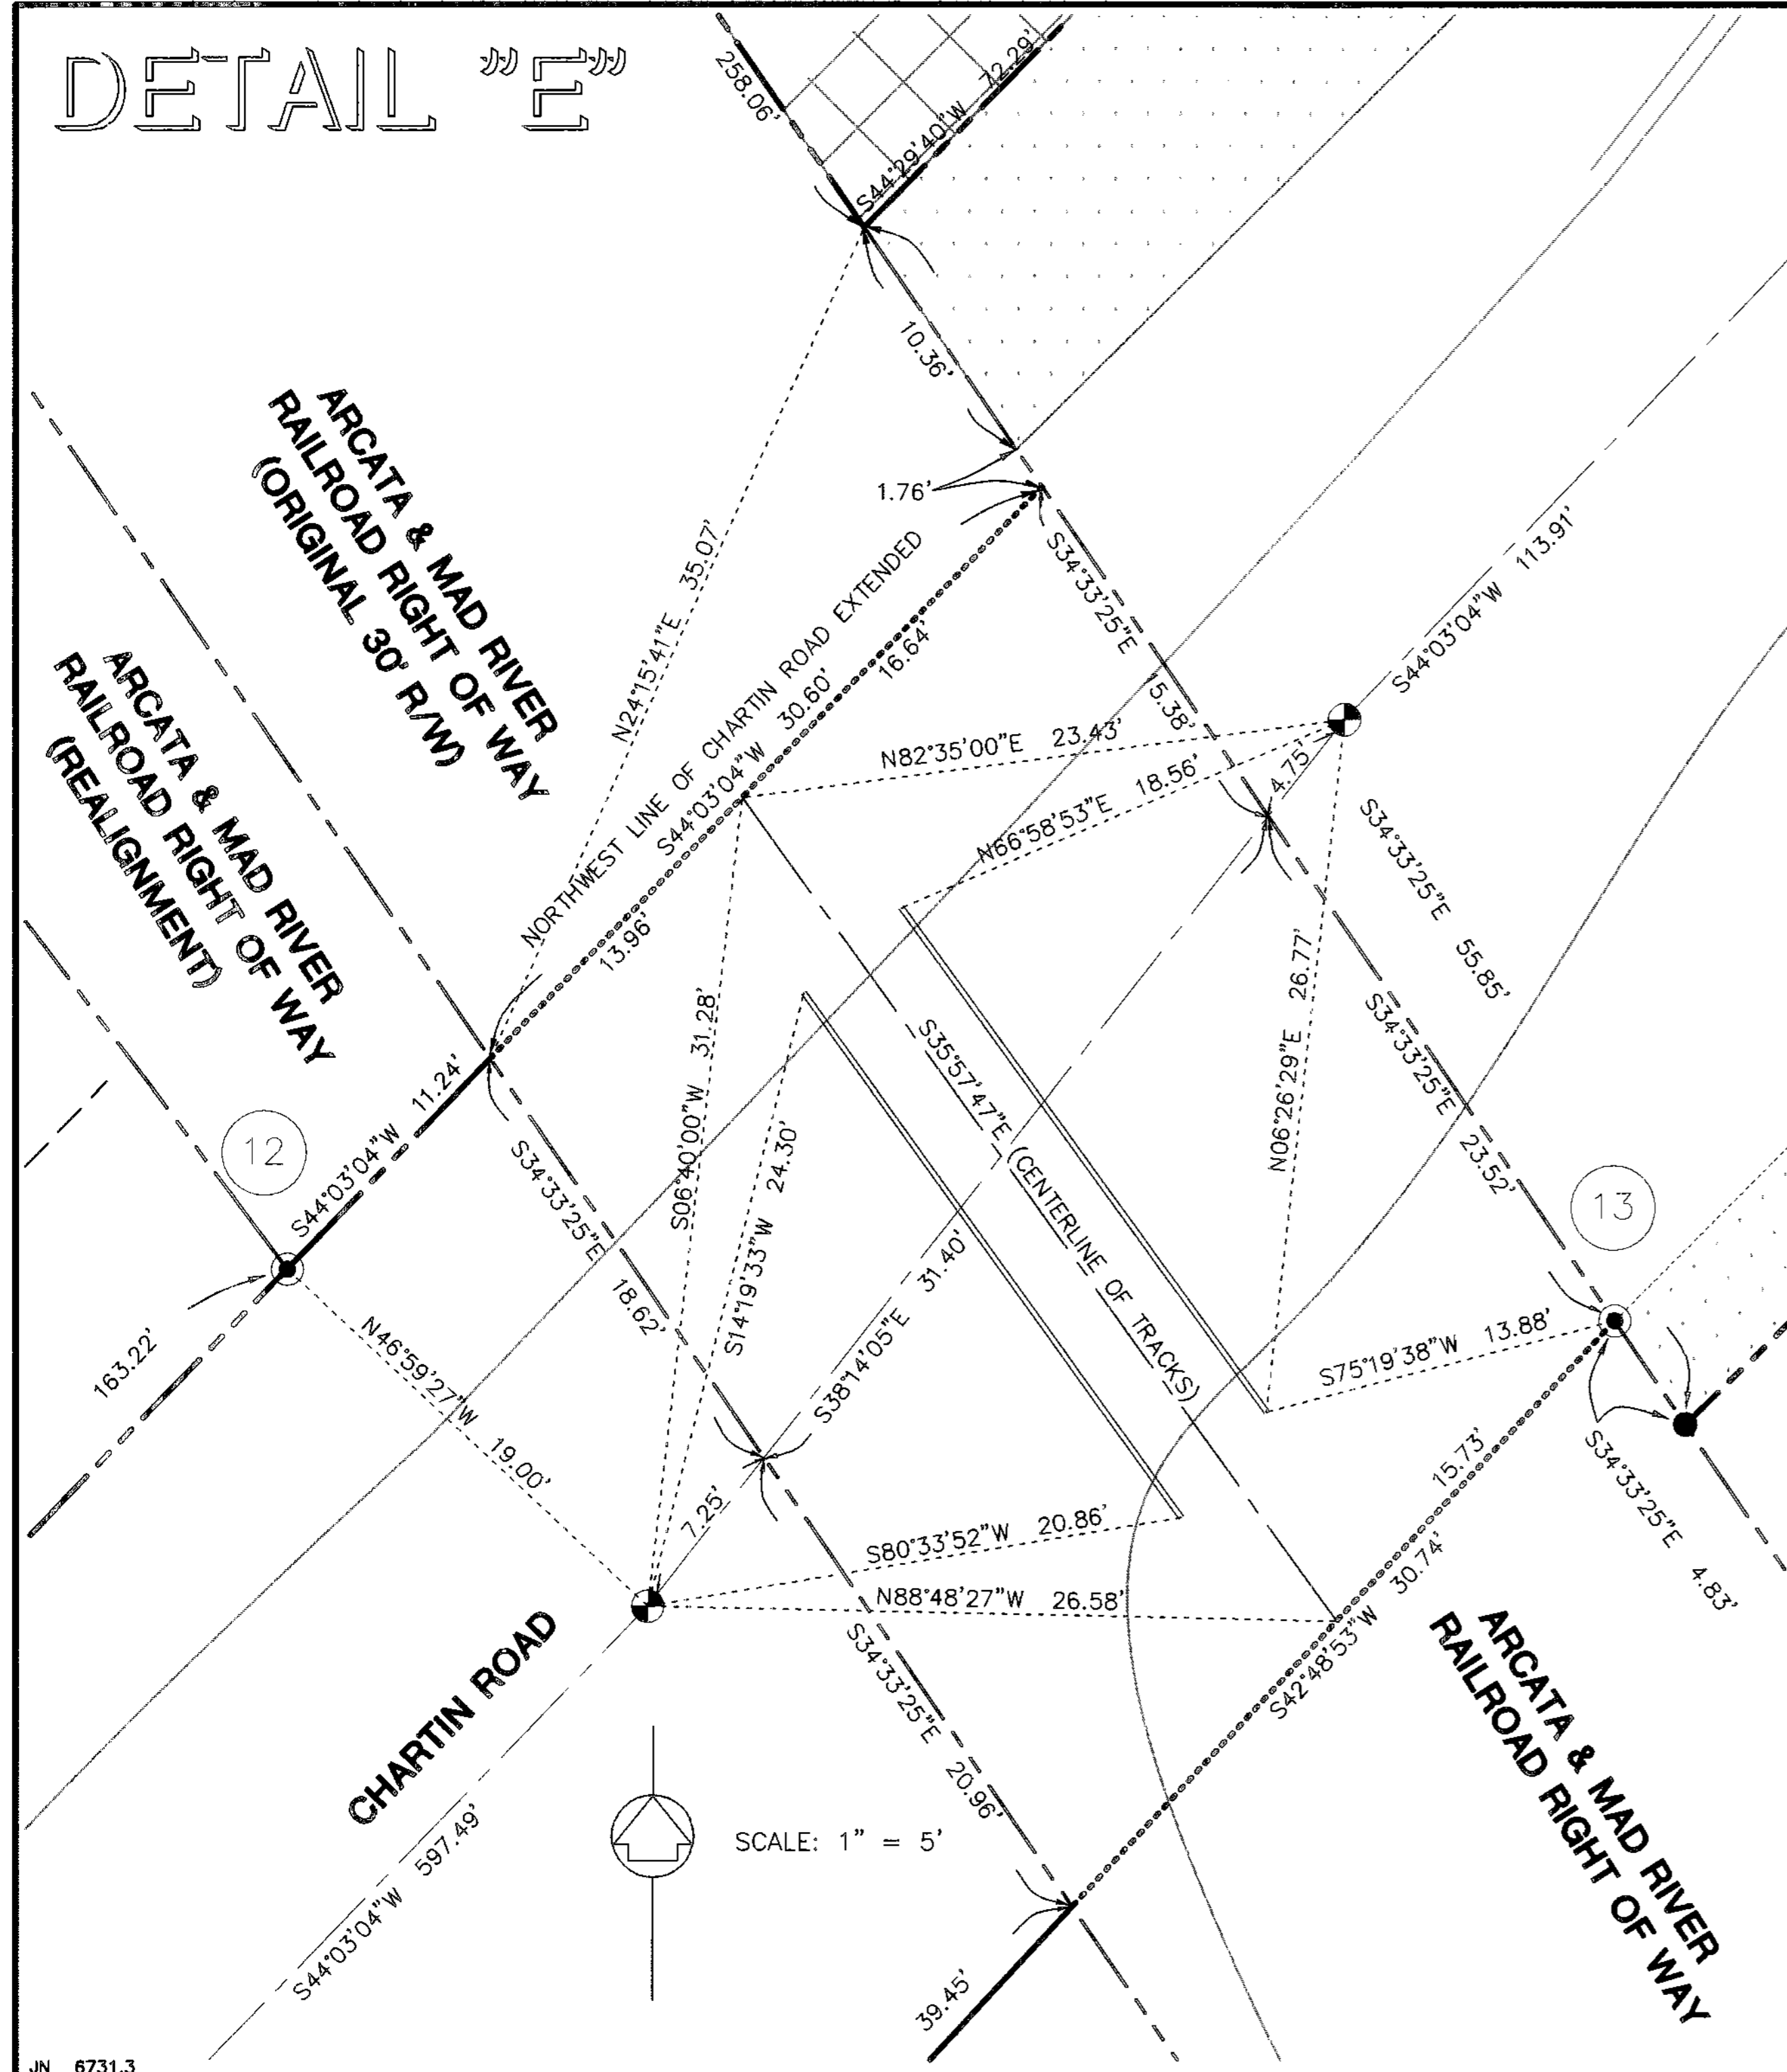 DETAIL "E"
258.06'
S44°29'40"W 72.29'
10.36'
ARCATA & MAD RIVER
RAILROAD RIGHT OF WAY
(ORIGINAL 30' R/W)
1.76'
N24°15'41"E 35.07'
NORTHWEST LINE OF CHARTIN ROAD EXTENDED
S44°03'04"W 30.60'
16.64'
13.96'
S34°33'25"E
15.38'
S44°03'04"W 113.91'
ARCATA & MAD RIVER
RAILROAD RIGHT OF WAY
(REALIGNMENT)
N82°35'00"E 23.43'
N66°58'53"E 18.56'
4.75'
S34°33'25"E 55.85'
N06°26'29"E 26.77'
S34°33'25"E 23.52'
S06°40'00"W 31.28'
S14°19'33"W 24.30'
S35°57'47"E (CENTERLINE OF TRACKS)
S44°03'04"W 11.24'
12
S34°33'25"E 18.62'
S38°14'05"E 31.40'
13
163.22'
N46°59'27"W 19.00'
S75°19'38"W 13.88'
7.25'
S80°33'52"W 20.86'
N88°48'27"W 26.58'
15.73'
S42°48'53"W 30.74'
S34°33'25"E 4.83'
CHARTIN ROAD
S34°33'25"E 20.96'
ARCATA & MAD RIVER
RAILROAD RIGHT OF WAY
S44°03'04"W 597.49'
SCALE: 1" = 5'
39.45'
JN 6731.3